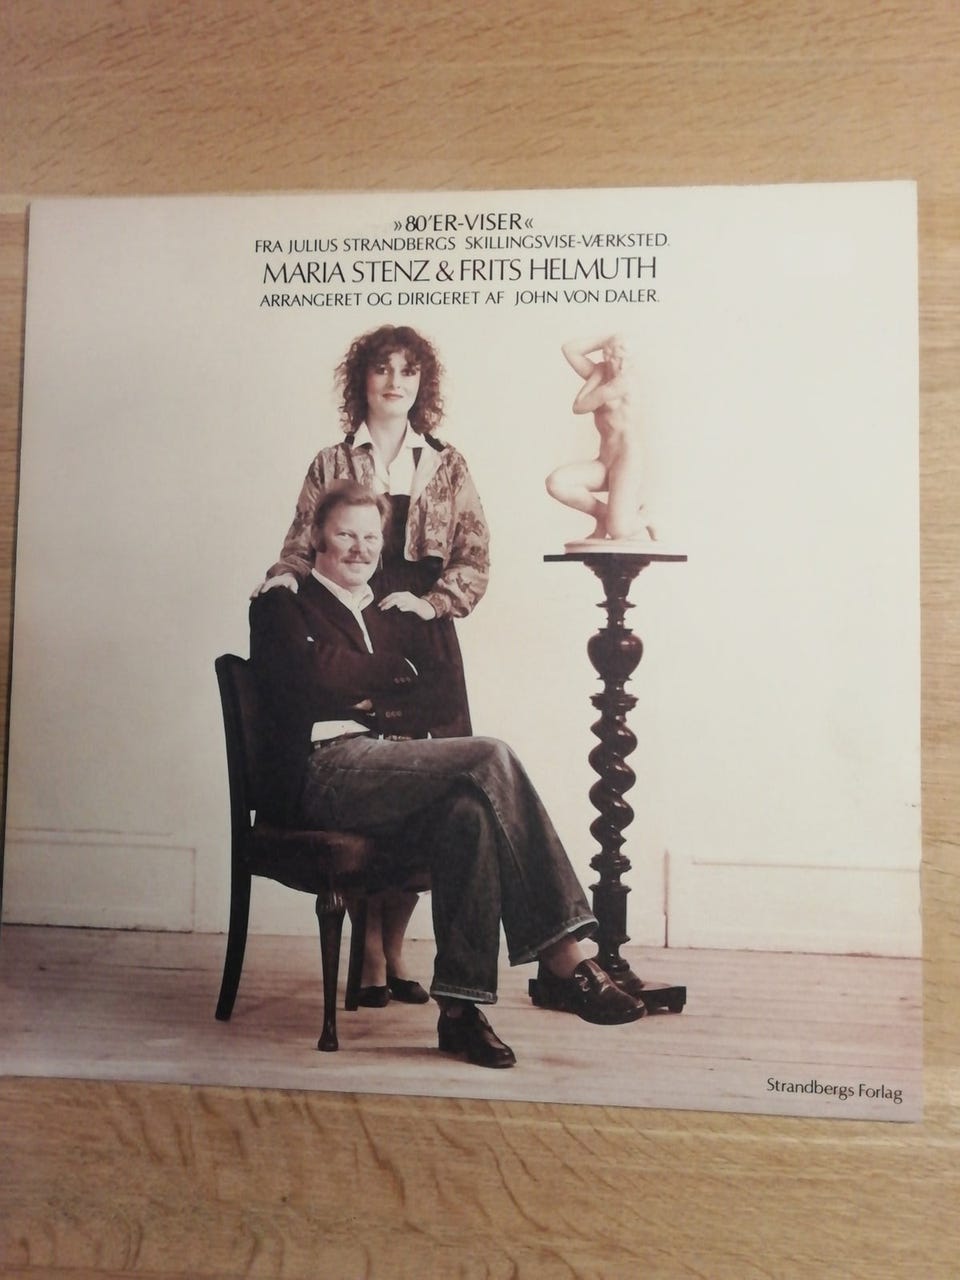 »80'ER-VISER«
FRA JULIUS STRANDBERGS SKILLINGSVISE-VÆRKSTED.
MARIA STENZ & FRITS HELMUTH
ARRANGERET OG DIRIGERET AF JOHN VON DALER.
Strandbergs Forlag